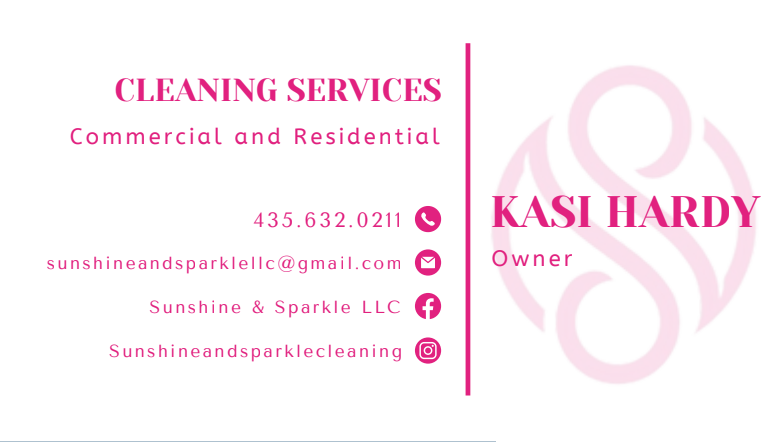 CLEANING SERVICES
Commercial and Residential
435.632.0211
sunshineandsparklellc@gmail.com
Sunshine & Sparkle LLC
Sunshineandsparklecleaning
KASI HARDY
Owner